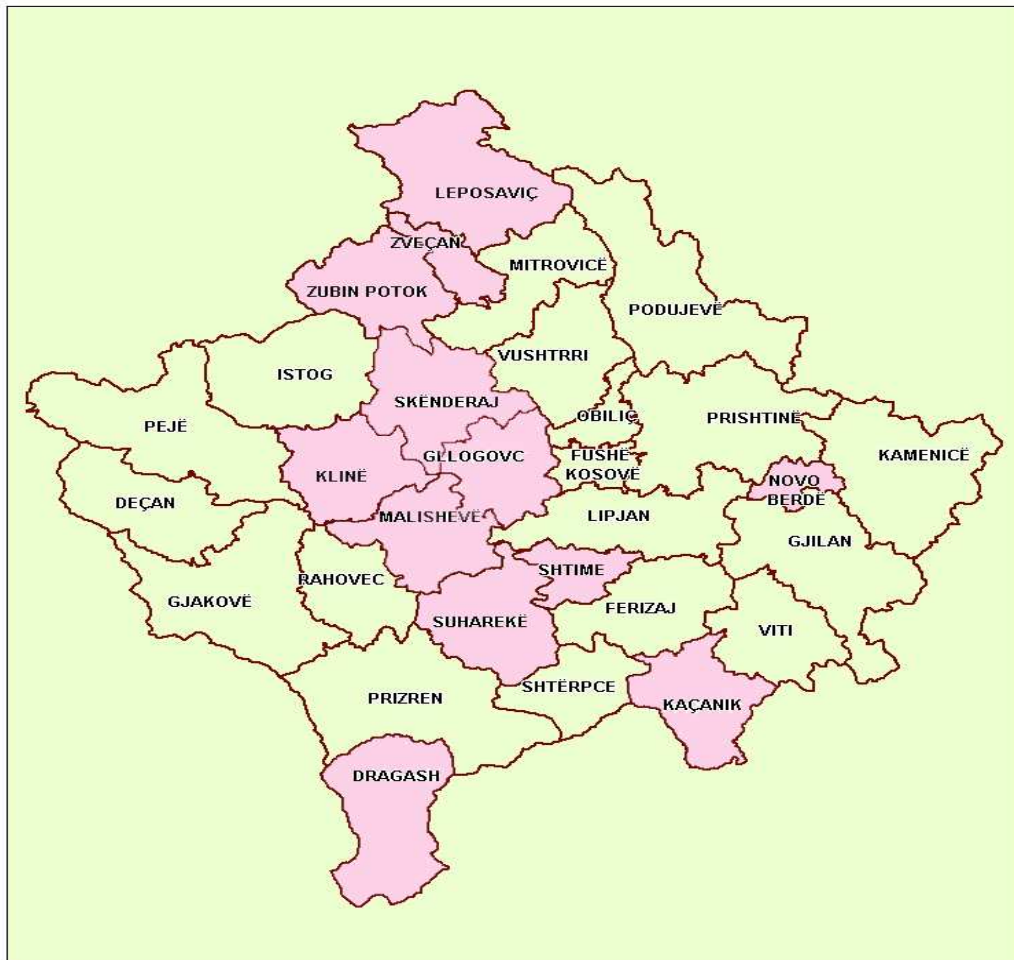 LEPOSAVIÇ
ZVEÇAN
MITROVICË
ZUBIN POTOK
PODUJEVË
VUSHTRRI
ISTOG
SKËNDERAJ
OBILIÇ
PRISHTINË
PEJË
GLLOGOVC
FUSHË
KOSOVË
KAMENICË
KLINË
NOVO
BERDË
DEÇAN
MALISHEVË
LIPJAN
GJILAN
SHTIME
RAHOVEC
GJAKOVË
FERIZAJ
SUHAREKË
VITI
SHTËRPCE
PRIZREN
KAÇANIK
DRAGASH